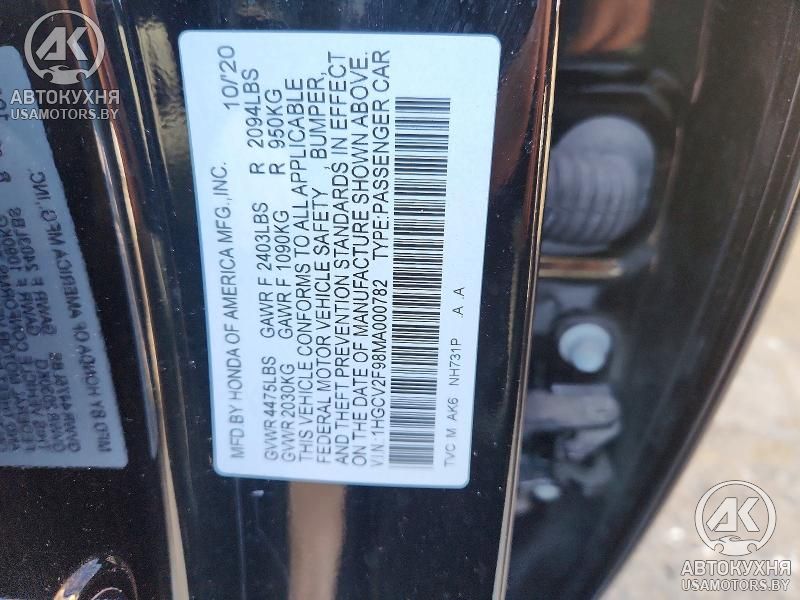 AK
АВТОКУХНЯ
USAMOTORS.BY
MFD BY HONDA OF AMERICA MFG.,INC. 10/'20
GVWR 4475LBS GAWR F 2403LBS R 2094LBS
GVWR 2030KG GAWR F 1090KG R 950KG
THIS VEHICLE CONFORMS TO ALL APPLICABLE
FEDERAL MOTOR VEHICLE SAFETY , BUMPER,
AND THEFT PREVENTION STANDARDS IN EFFECT
ON THE DATE OF MANUFACTURE SHOWN ABOVE.
V.I.N: 1HGCV2F98MA000782 TYPE:PASSENGER CAR
TVC M AK6 NH731P .A .A
AK
АВТОКУХНЯ
USAMOTORS.BY